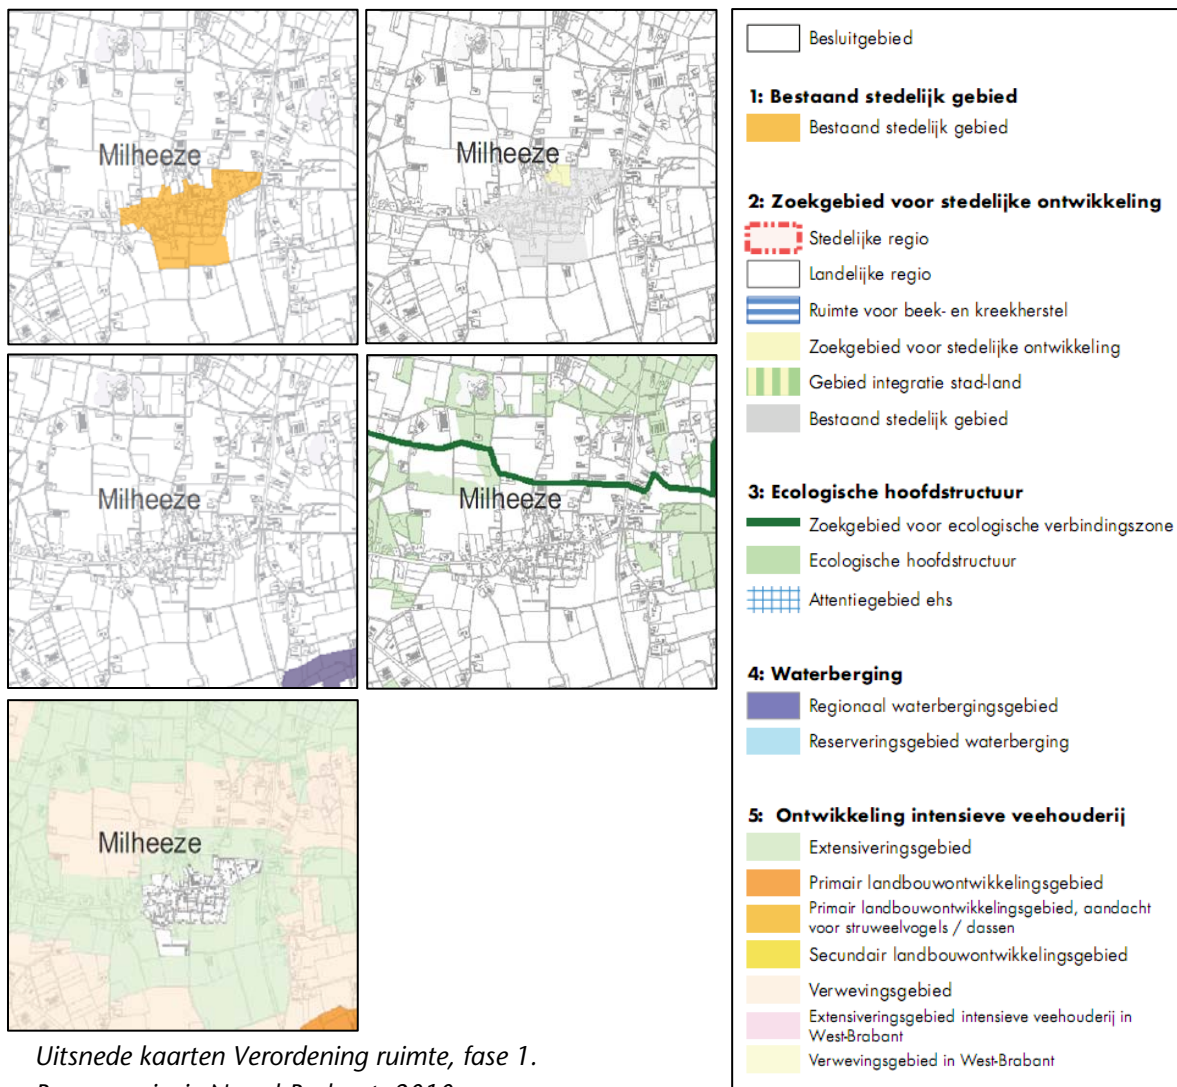 Milheeze
Milheeze
Milheeze
Milheeze
Milheeze
Uitsnede kaarten Verordening ruimte, fase 1.
Besluitgebied
1: Bestaand stedelijk gebied
Bestaand stedelijk gebied
2: Zoekgebied voor stedelijke ontwikkeling
Stedelijke regio
Landelijke regio
Ruimte voor beek- en kreekherstel
Zoekgebied voor stedelijke ontwikkeling
Gebied integratie stad-land
Bestaand stedelijk gebied
3: Ecologische hoofdstructuur
Zoekgebied voor ecologische verbindingszone
Ecologische hoofdstructuur
Attentiegebied ehs
4: Waterberging
Regionaal waterbergingsgebied
Reserveringsgebied waterberging
5: Ontwikkeling intensieve veehouderij
Extensiveringsgebied
Primair landbouwontwikkelingsgebied
Primair landbouwontwikkelingsgebied, aandacht
voor struweelvogels / dassen
Secundair landbouwontwikkelingsgebied
Verwevingsgebied
Extensiveringsgebied intensieve veehouderij in
West-Brabant
Verwevingsgebied in West-Brabant